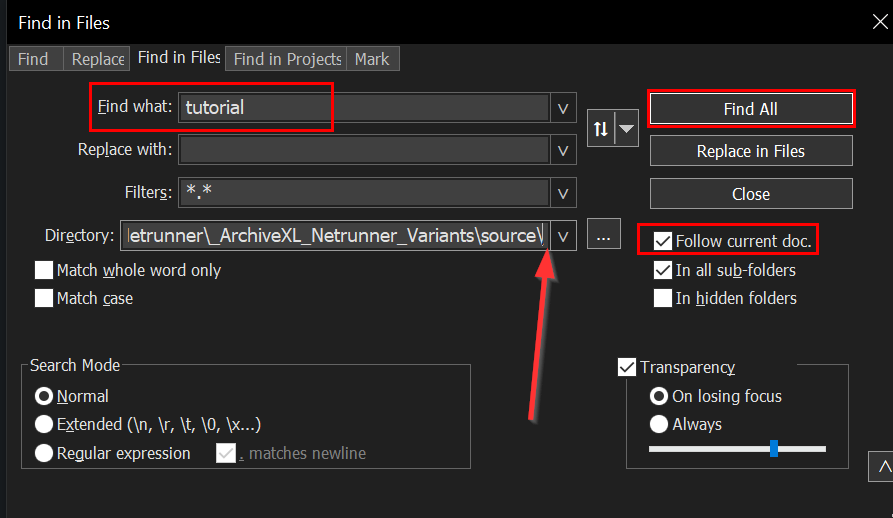 Find in Files
Find Replace Find in Files Find in Projects Mark
Find what: tutorial
Find All
Replace with:
Replace in Files
Filters: *.*
Close
Directory: letrunner\_ArchiveXL_Netrunner_Variants\source\ ...
Follow current doc.
Match whole word only
In all sub-folders
Match case
In hidden folders
Search Mode
Transparency
Normal
On losing focus
Extended (\n, \r, \t, \0, \x...)
Always
Regular expression
. matches newline